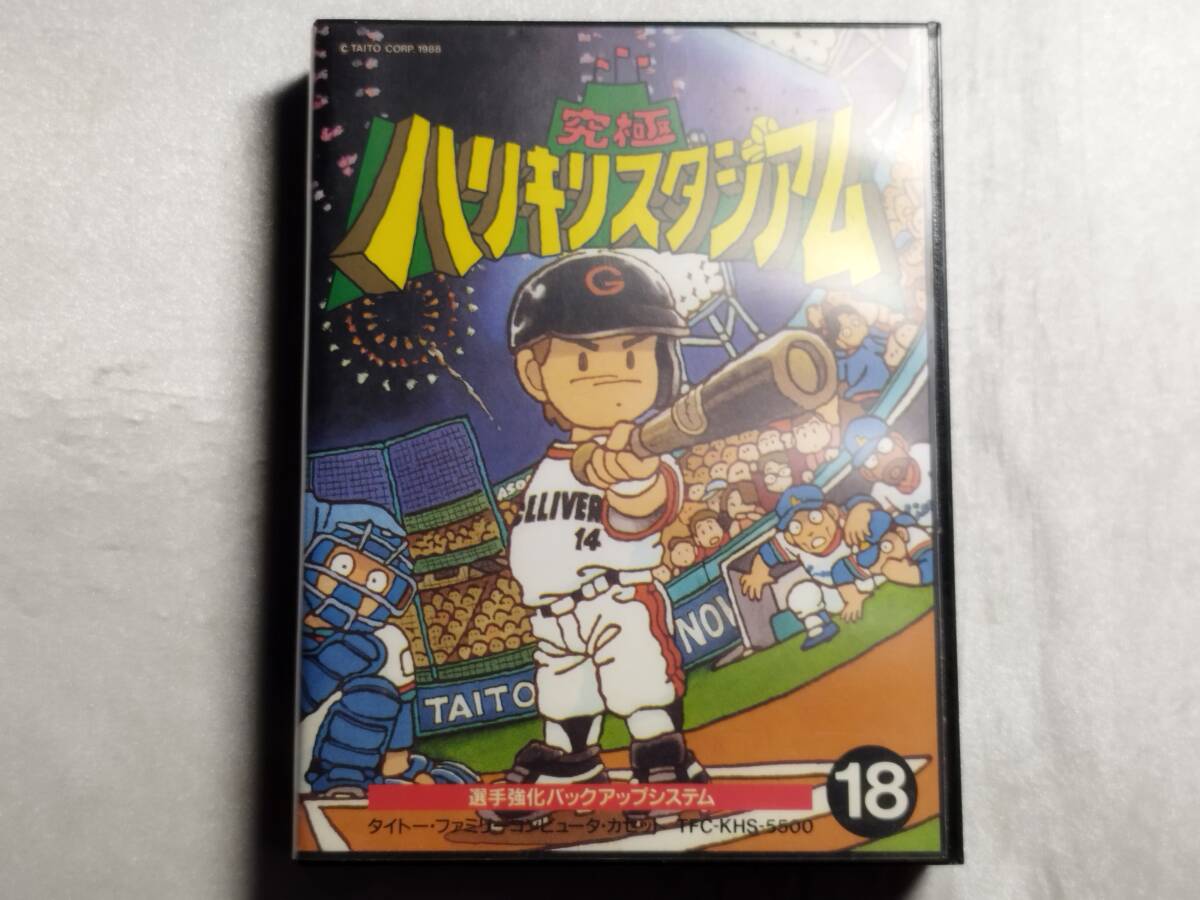 © TAITO CORP. 1988
究極
ハリキリスタジアム
G
ASO
LLIVER
14
NOW
TAITO
18
選手強化バックアップシステム
タイトー・ファミリーコンピュータ・カセット TFC-KHS-5500